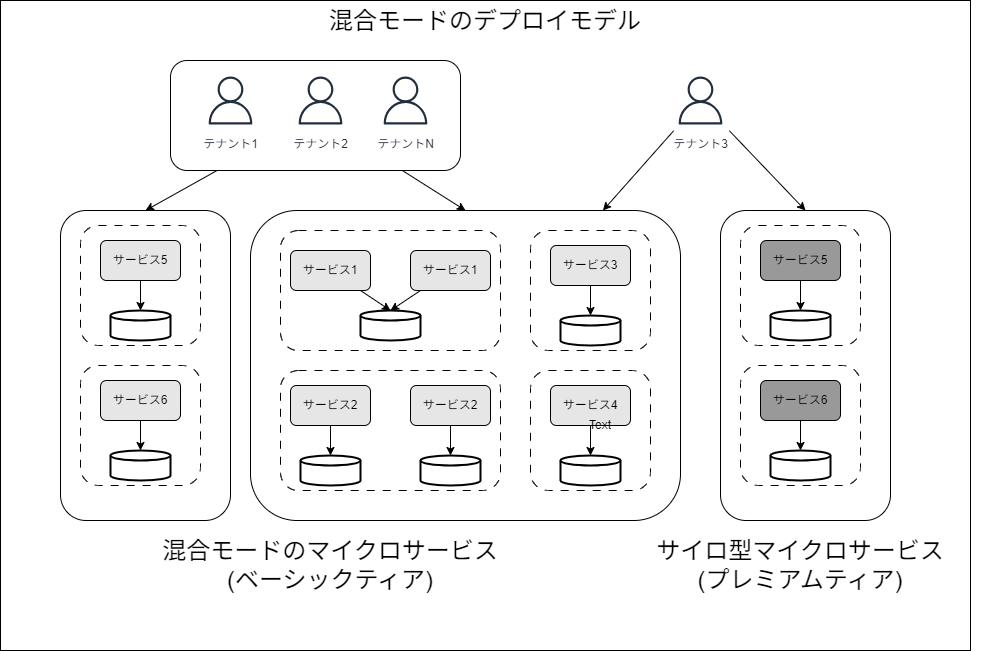 混合モードのデプロイモデル
テナント1
テナント2
テナントN
テナント3
サービス5
サービス1
サービス1
サービス3
サービス5
サービス6
サービス2
サービス2
サービス4
Text
サービス6
混合モードのマイクロサービス
(ベーシックティア)
サイロ型マイクロサービス
(プレミアムティア)